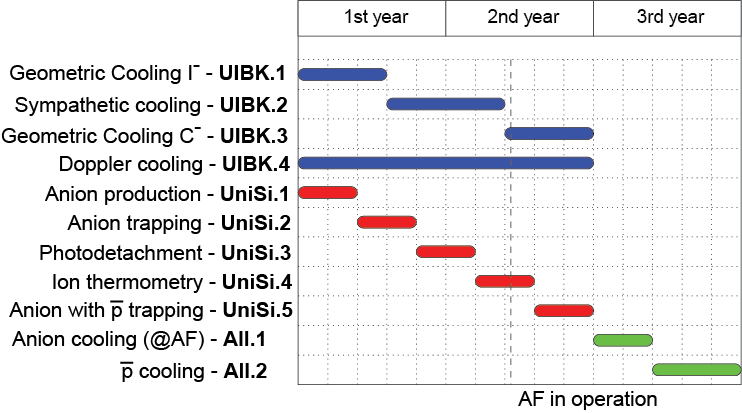 1st year 2nd year 3rd year
Geometric Cooling I⁻ - UIBK.1
Sympathetic cooling - UIBK.2
Geometric Cooling C⁻ - UIBK.3
Doppler cooling - UIBK.4
Anion production - UniSi.1
Anion trapping - UniSi.2
Photodetachment - UniSi.3
Ion thermometry - UniSi.4
Anion with p̅ trapping - UniSi.5
Anion cooling (@AF) - All.1
p̅ cooling - All.2
AF in operation